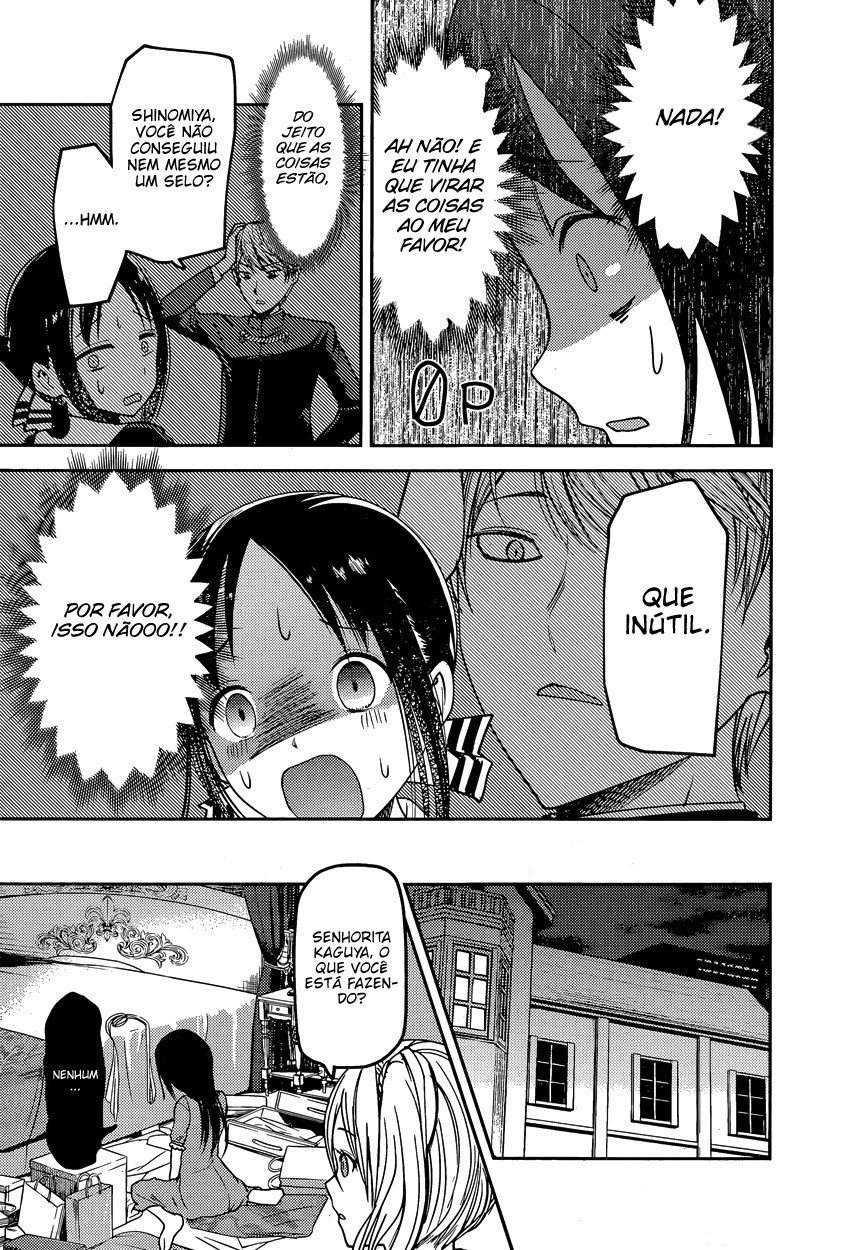 NADA!
AH NÃO! E
EU TINHA
QUE VIRAR
AS COISAS
AO MEU
FAVOR!
0P
DO
JEITO
QUE AS
COISAS
ESTÃO,
SHINOMIYA,
VOCÊ NÃO
CONSEGUIU
NEM MESMO
UM SELO?
...HMM.
QUE
INÚTIL.
POR FAVOR,
ISSO NÃOOO!!
SENHORITA
KAGUYA, O
QUE VOCÊ
ESTÁ FAZEN-
DO?
NENHUM
...